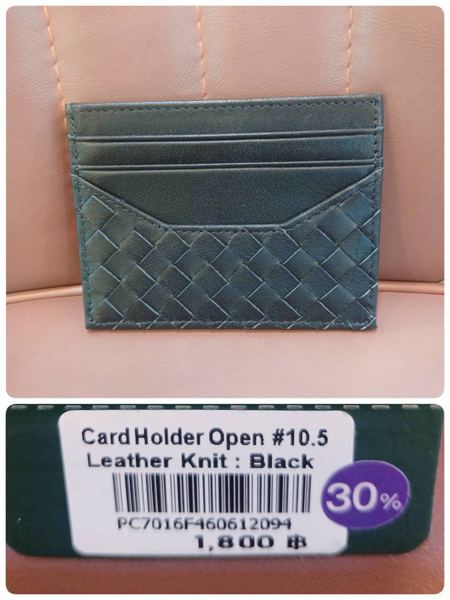 Card Holder Open #10.5
Leather Knit : Black
30%
PC7016F460612094
1,800 ฿